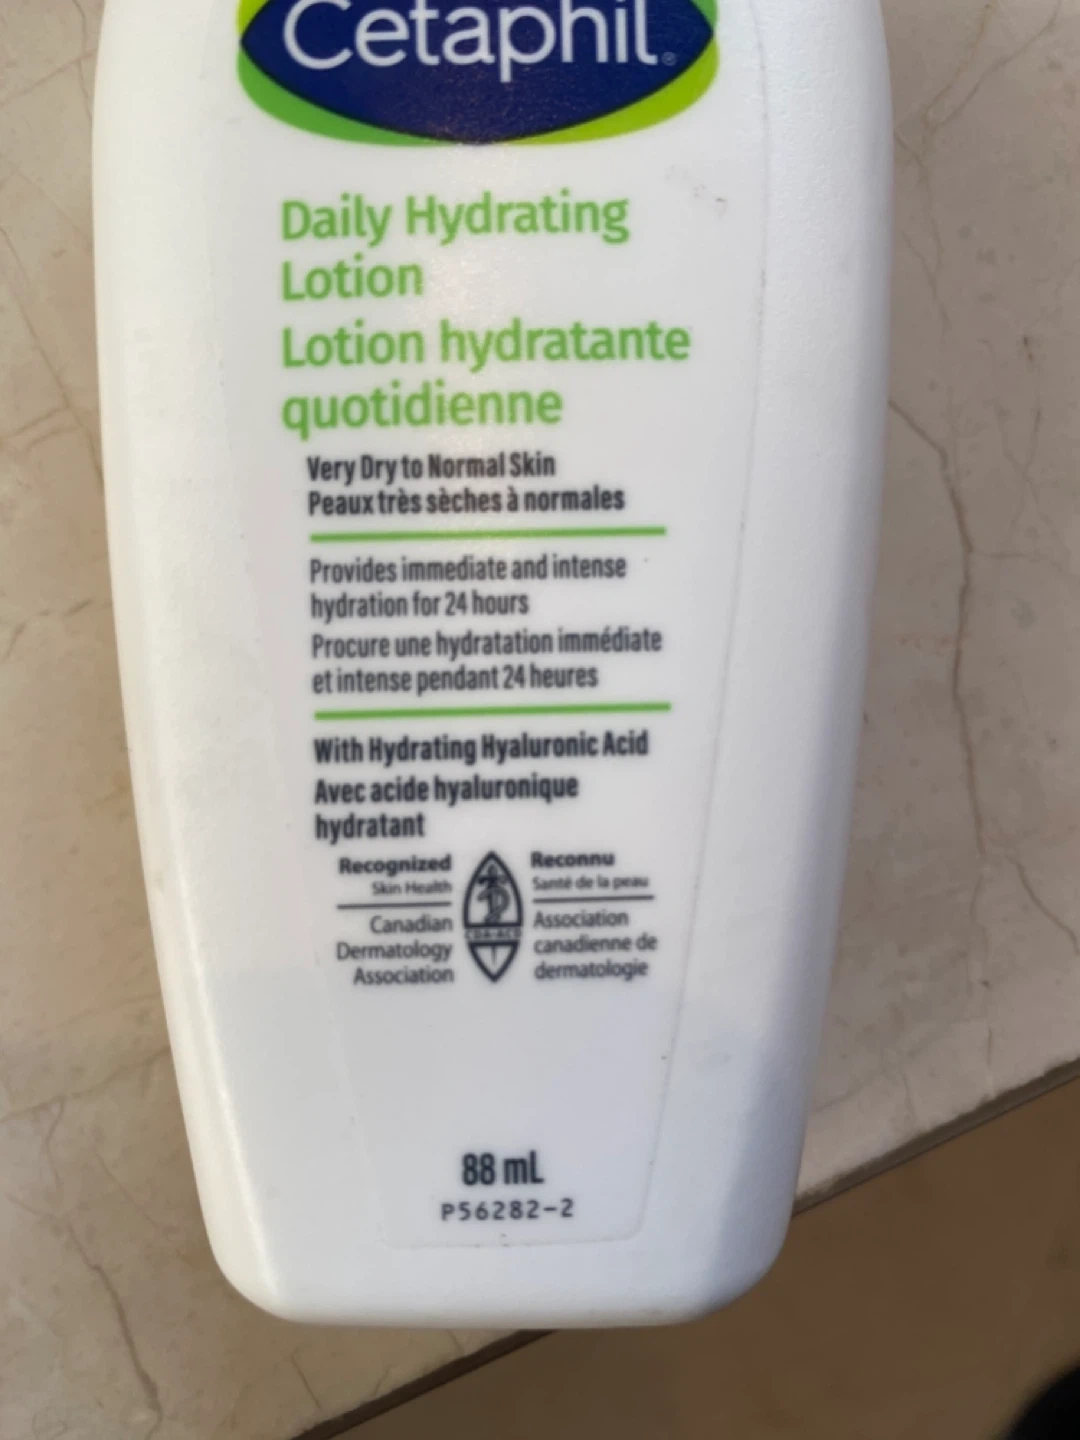 Cetaphil®
Daily Hydrating
Lotion
Lotion hydratante
quotidienne
Very Dry to Normal Skin
Peaux très sèches à normales
Provides immediate and intense
hydration for 24 hours
Procure une hydratation immédiate
et intense pendant 24 heures
With Hydrating Hyaluronic Acid
Avec acide hyaluronique
hydratant
Recognized
Skin Health
Canadian
Dermatology
Association
CDA-ACD
Reconnu
Santé de la peau
Association
canadienne de
dermatologie
88 mL
P56282-2